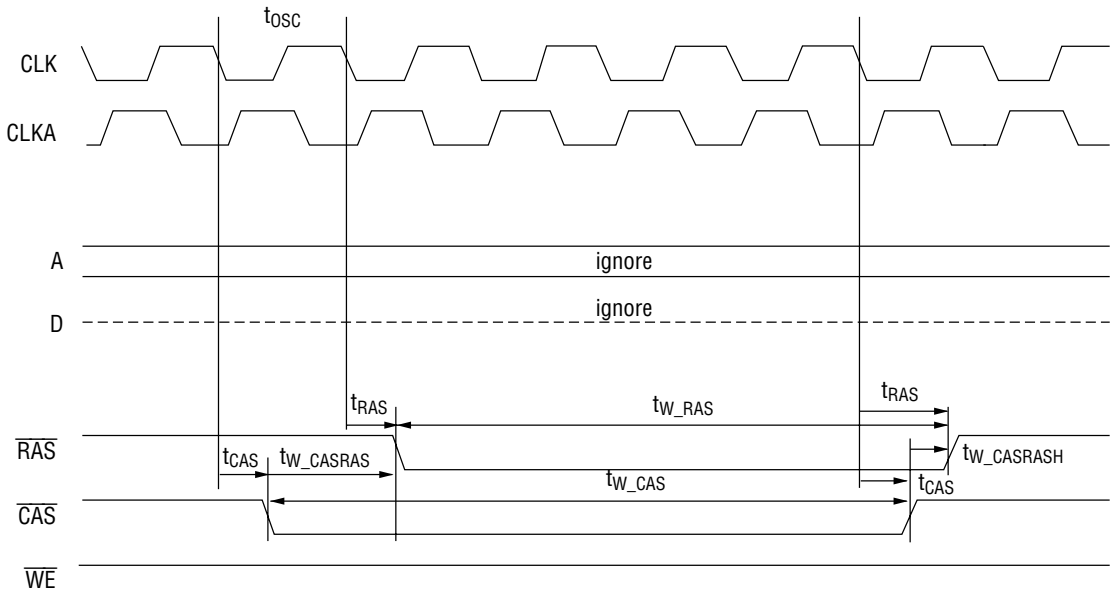 tOSC
CLK
CLKA
A
ignore
D
ignore
tRAS
tW_RAS
tRAS
RAS
tCAS
tW_CASRAS
tW_CASRASH
tW_CAS
tCAS
CAS
WE